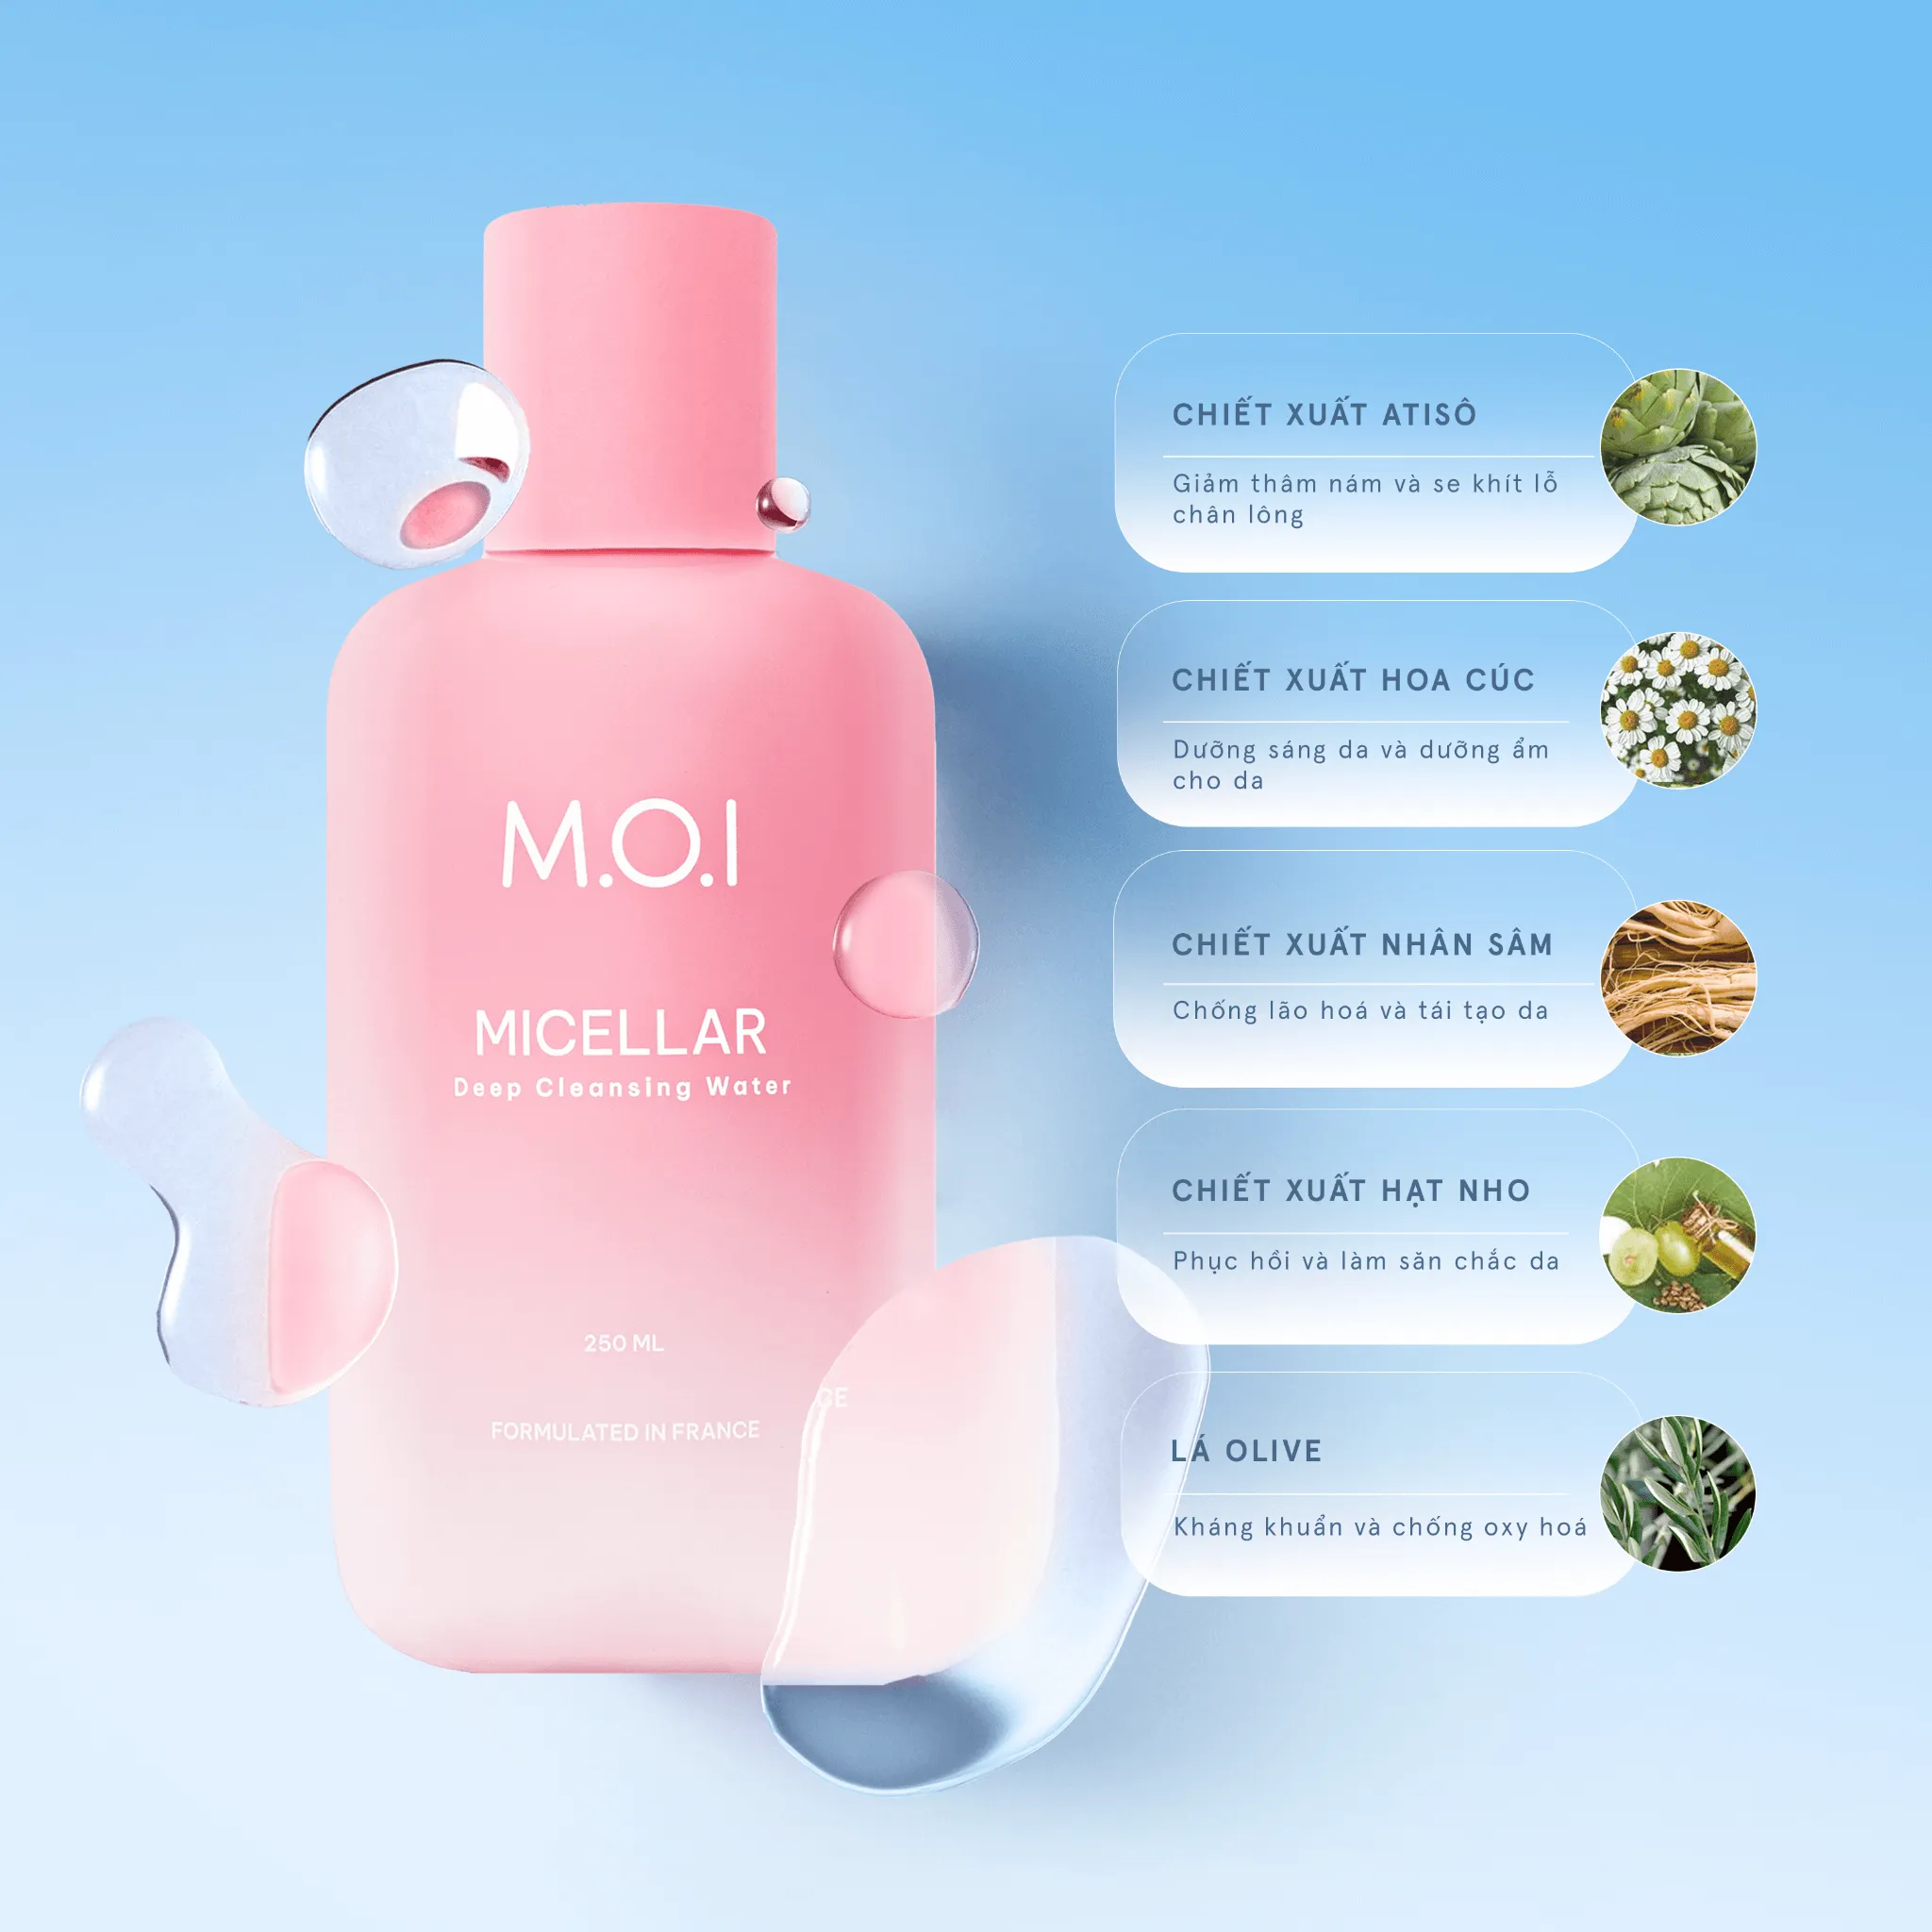 M.O.I
MICELLAR
Deep Cleansing Water
250 ML
FORMULATED IN FRANCE
CE
CHIẾT XUẤT ATISÔ
Giảm thâm nám và se khít lỗ
chân lông
CHIẾT XUẤT HOA CÚC
Dưỡng sáng da và dưỡng ẩm
cho da
CHIẾT XUẤT NHÂN SÂM
Chống lão hoá và tái tạo da
CHIẾT XUẤT HẠT NHO
Phục hồi và làm săn chắc da
LÁ OLIVE
Kháng khuẩn và chống oxy hoá